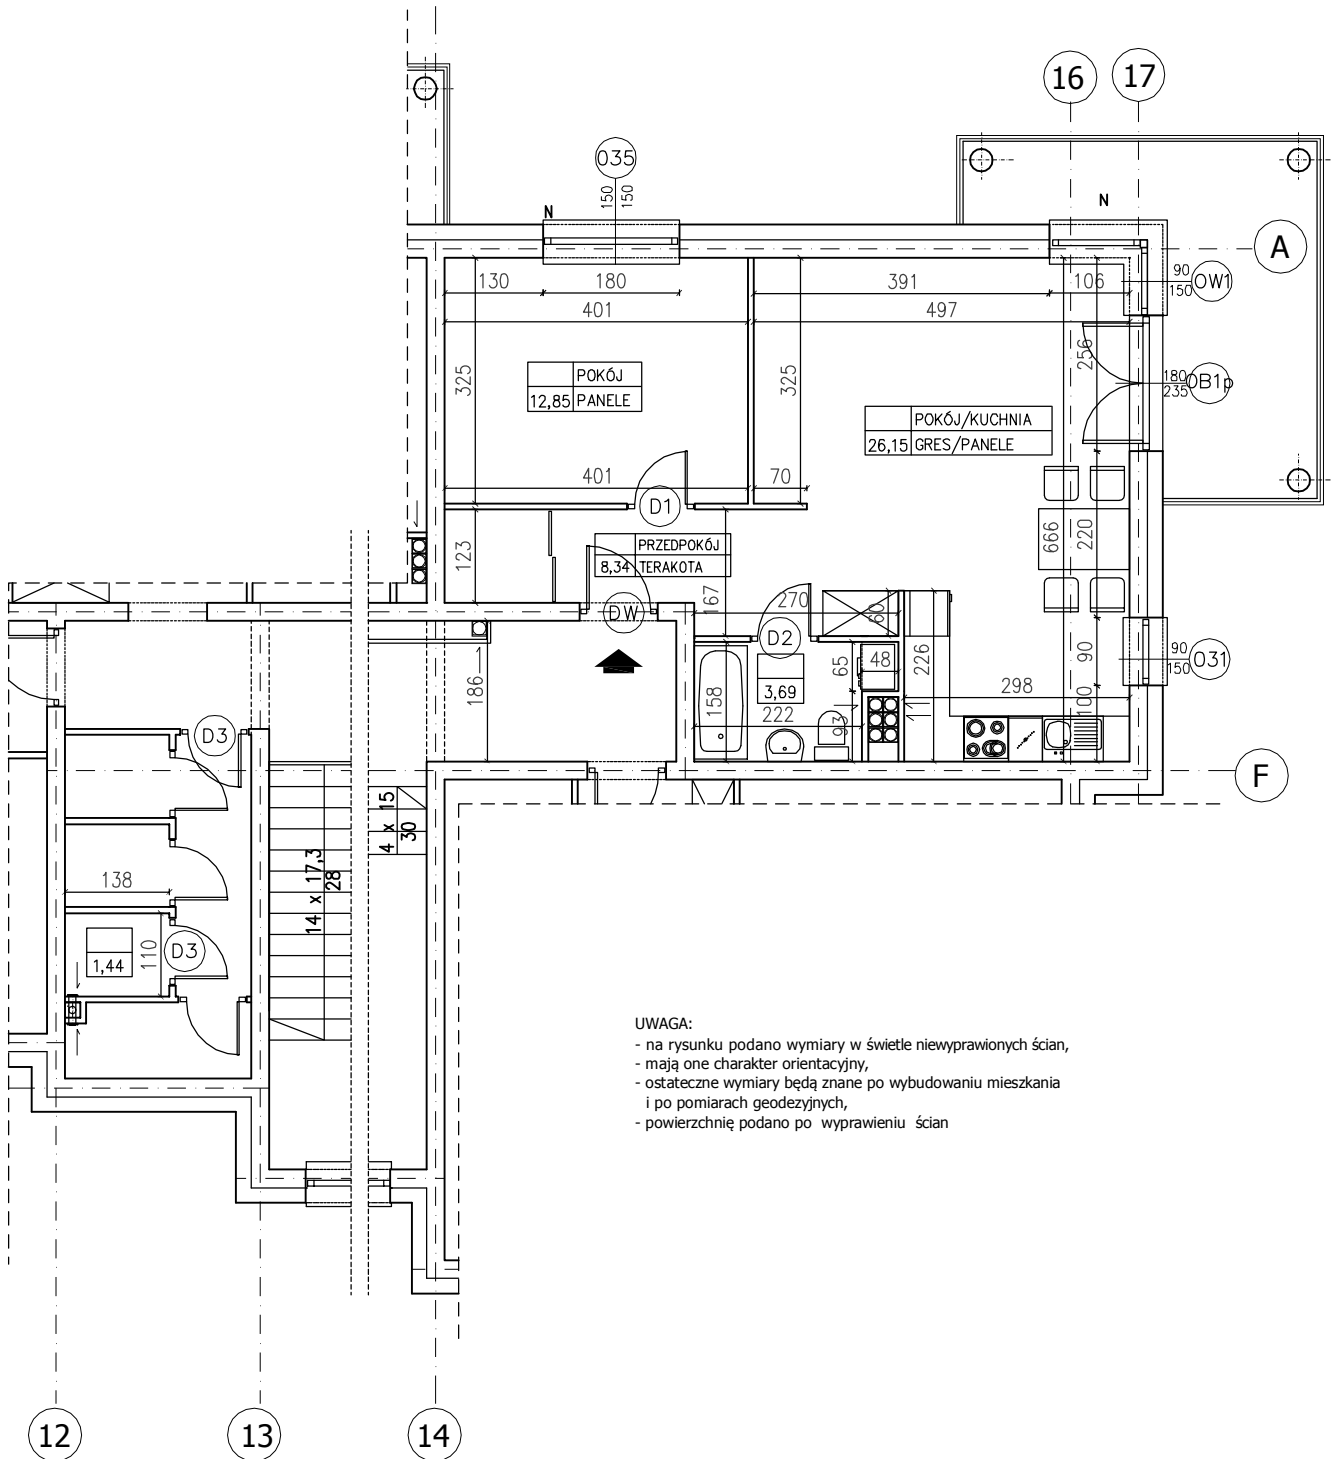 16
17
O35
150
150
N
N
A
90
150
OW1
130
180
391
106
401
497
325
325
256
180
235
OB1p
POKÓJ
12,85 PANELE
POKÓJ/KUCHNIA
26,15 GRES/PANELE
401
70
D1
123
PRZEDPOKÓJ
8,34 TERAKOTA
666
220
167
270
60
DW
D2
186
158
3,69
222
65
48
93
226
11
298
90
100
90
150
O31
D3
F
4 x 15
30
14 x 17,3
28
138
1,44
110
D3
UWAGA:
- na rysunku podano wymiary w świetle niewyprawionych ścian,
- mają one charakter orientacyjny,
- ostateczne wymiary będą znane po wybudowaniu mieszkania
i po pomiarach geodezyjnych,
- powierzchnię podano po wyprawieniu ścian
12
13
14